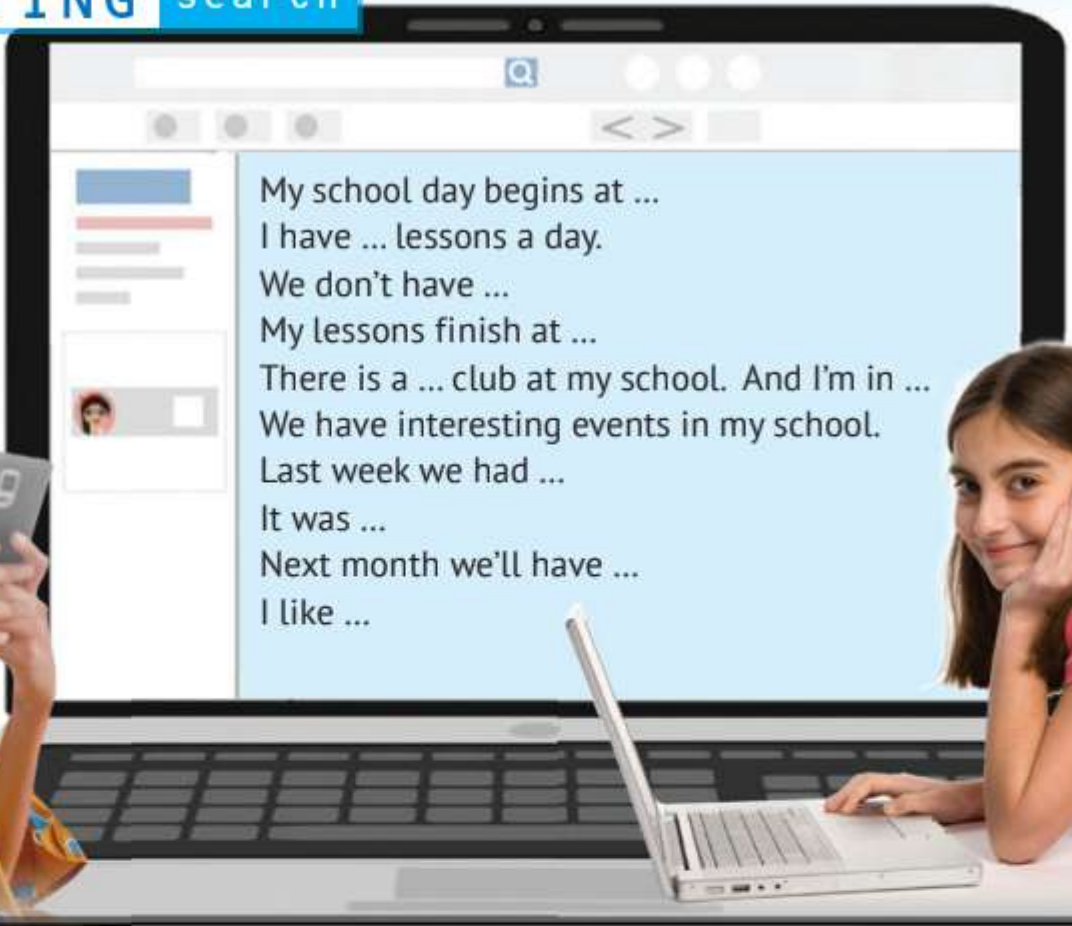 ING search
My school day begins at ...
I have ... lessons a day.
We don't have ...
My lessons finish at ...
There is a ... club at my school. And I'm in ...
We have interesting events in my school.
Last week we had ...
It was ...
Next month we'll have ...
I like ...